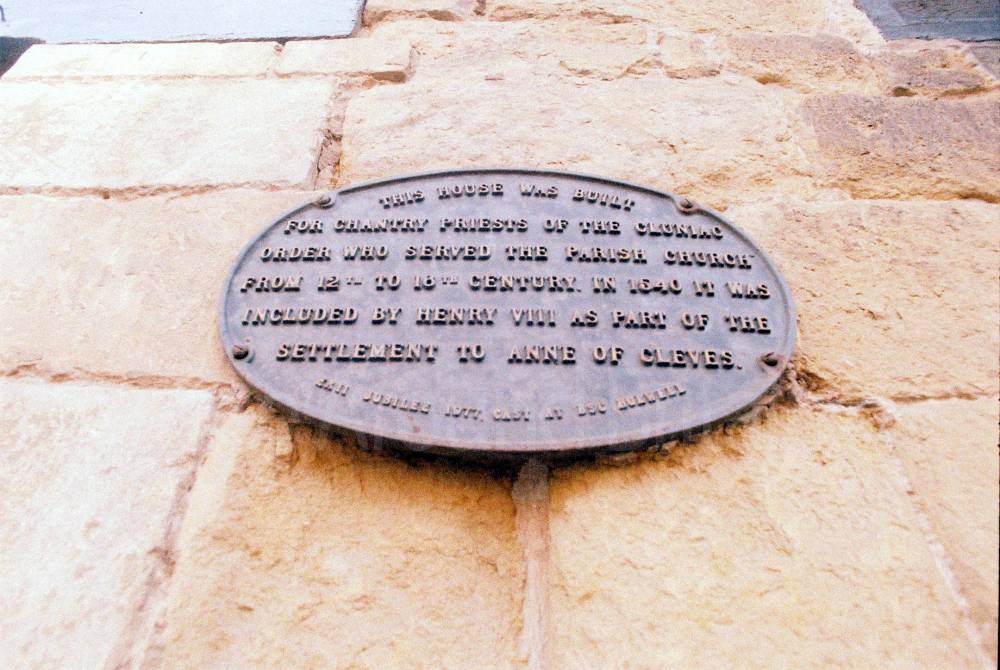 THIS HOUSE WAS BUILT
FOR CHANTRY PRIESTS OF THE CLUNIAC
ORDER WHO SERVED THE PARISH CHURCH
FROM 12TH TO 16TH CENTURY. IN 1540 IT WAS
INCLUDED BY HENRY VIII AS PART OF THE
SETTLEMENT TO ANNE OF CLEVES.
JUBILEE 1977. CAST AT